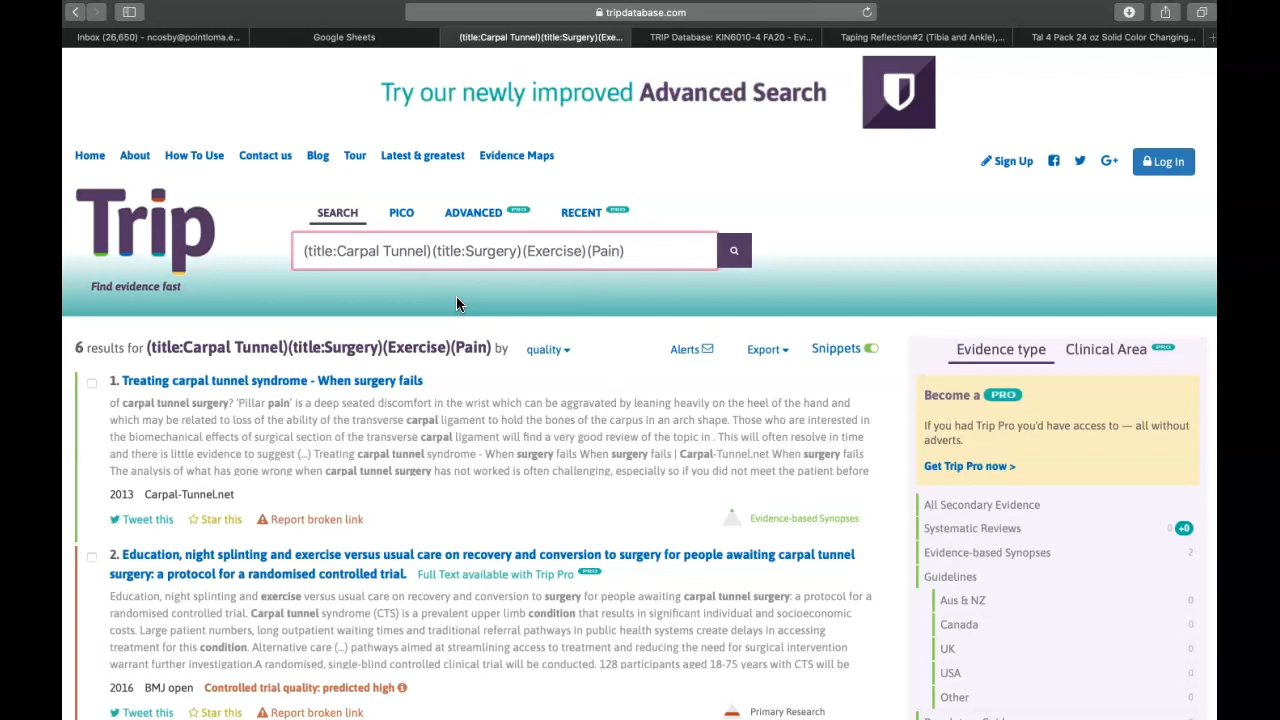 tripdatabase.com
Inbox (26,650) - ncosby@pointloma.e...
Google Sheets
(title:Carpal Tunnel)(title:Surgery)(Exe...
TRIP Database: KIN6010-4 FA20 - Evi...
Taping Reflection#2 (Tibia and Ankle),...
Tal 4 Pack 24 oz Solid Color Changing...
Try our newly improved Advanced Search
Home About How To Use Contact us Blog Tour Latest & greatest Evidence Maps
Sign Up
G+
Log In
Trip
Find evidence fast
SEARCH PICO ADVANCED PRO RECENT PRO
(title:Carpal Tunnel)(title:Surgery)(Exercise)(Pain)
6 results for (title:Carpal Tunnel)(title:Surgery)(Exercise)(Pain) by quality
Alerts Export Snippets
1. Treating carpal tunnel syndrome - When surgery fails
of carpal tunnel surgery? 'Pillar pain' is a deep seated discomfort in the wrist which can be aggravated by leaning heavily on the heel of the hand and
which may be related to loss of the ability of the transverse carpal ligament to hold the bones of the carpus in an arch shape. Those who are interested in
the biomechanical effects of surgical section of the transverse carpal ligament will find a very good review of the topic in . This will often resolve in time
and there is little evidence to suggest (...) Treating carpal tunnel syndrome - When surgery fails When surgery fails | Carpal-Tunnel.net When surgery fails
The analysis of what has gone wrong when carpal tunnel surgery has not worked is often challenging, especially so if you did not meet the patient before
2013 Carpal-Tunnel.net
Tweet this Star this Report broken link
Evidence-based Synopses
2. Education, night splinting and exercise versus usual care on recovery and conversion to surgery for people awaiting carpal tunnel
surgery: a protocol for a randomised controlled trial. Full Text available with Trip Pro PRO
Education, night splinting and exercise versus usual care on recovery and conversion to surgery for people awaiting carpal tunnel surgery: a protocol for a
randomised controlled trial. Carpal tunnel syndrome (CTS) is a prevalent upper limb condition that results in significant individual and socioeconomic
costs. Large patient numbers, long outpatient waiting times and traditional referral pathways in public health systems create delays in accessing
treatment for this condition. Alternative care (...) pathways aimed at streamlining access to treatment and reducing the need for surgical intervention
warrant further investigation.A randomised, single-blind controlled clinical trial will be conducted. 128 participants aged 18-75 years with CTS will be
2016 BMJ open Controlled trial quality: predicted high
Tweet this Star this Report broken link
Primary Research
Evidence type Clinical Area PRO
Become a PRO
If you had Trip Pro you'd have access to — all without
adverts.
Get Trip Pro now >
All Secondary Evidence
Systematic Reviews 0 +0
Evidence-based Synopses 2
Guidelines
Aus & NZ 0
Canada 0
UK 0
USA 0
Other 0